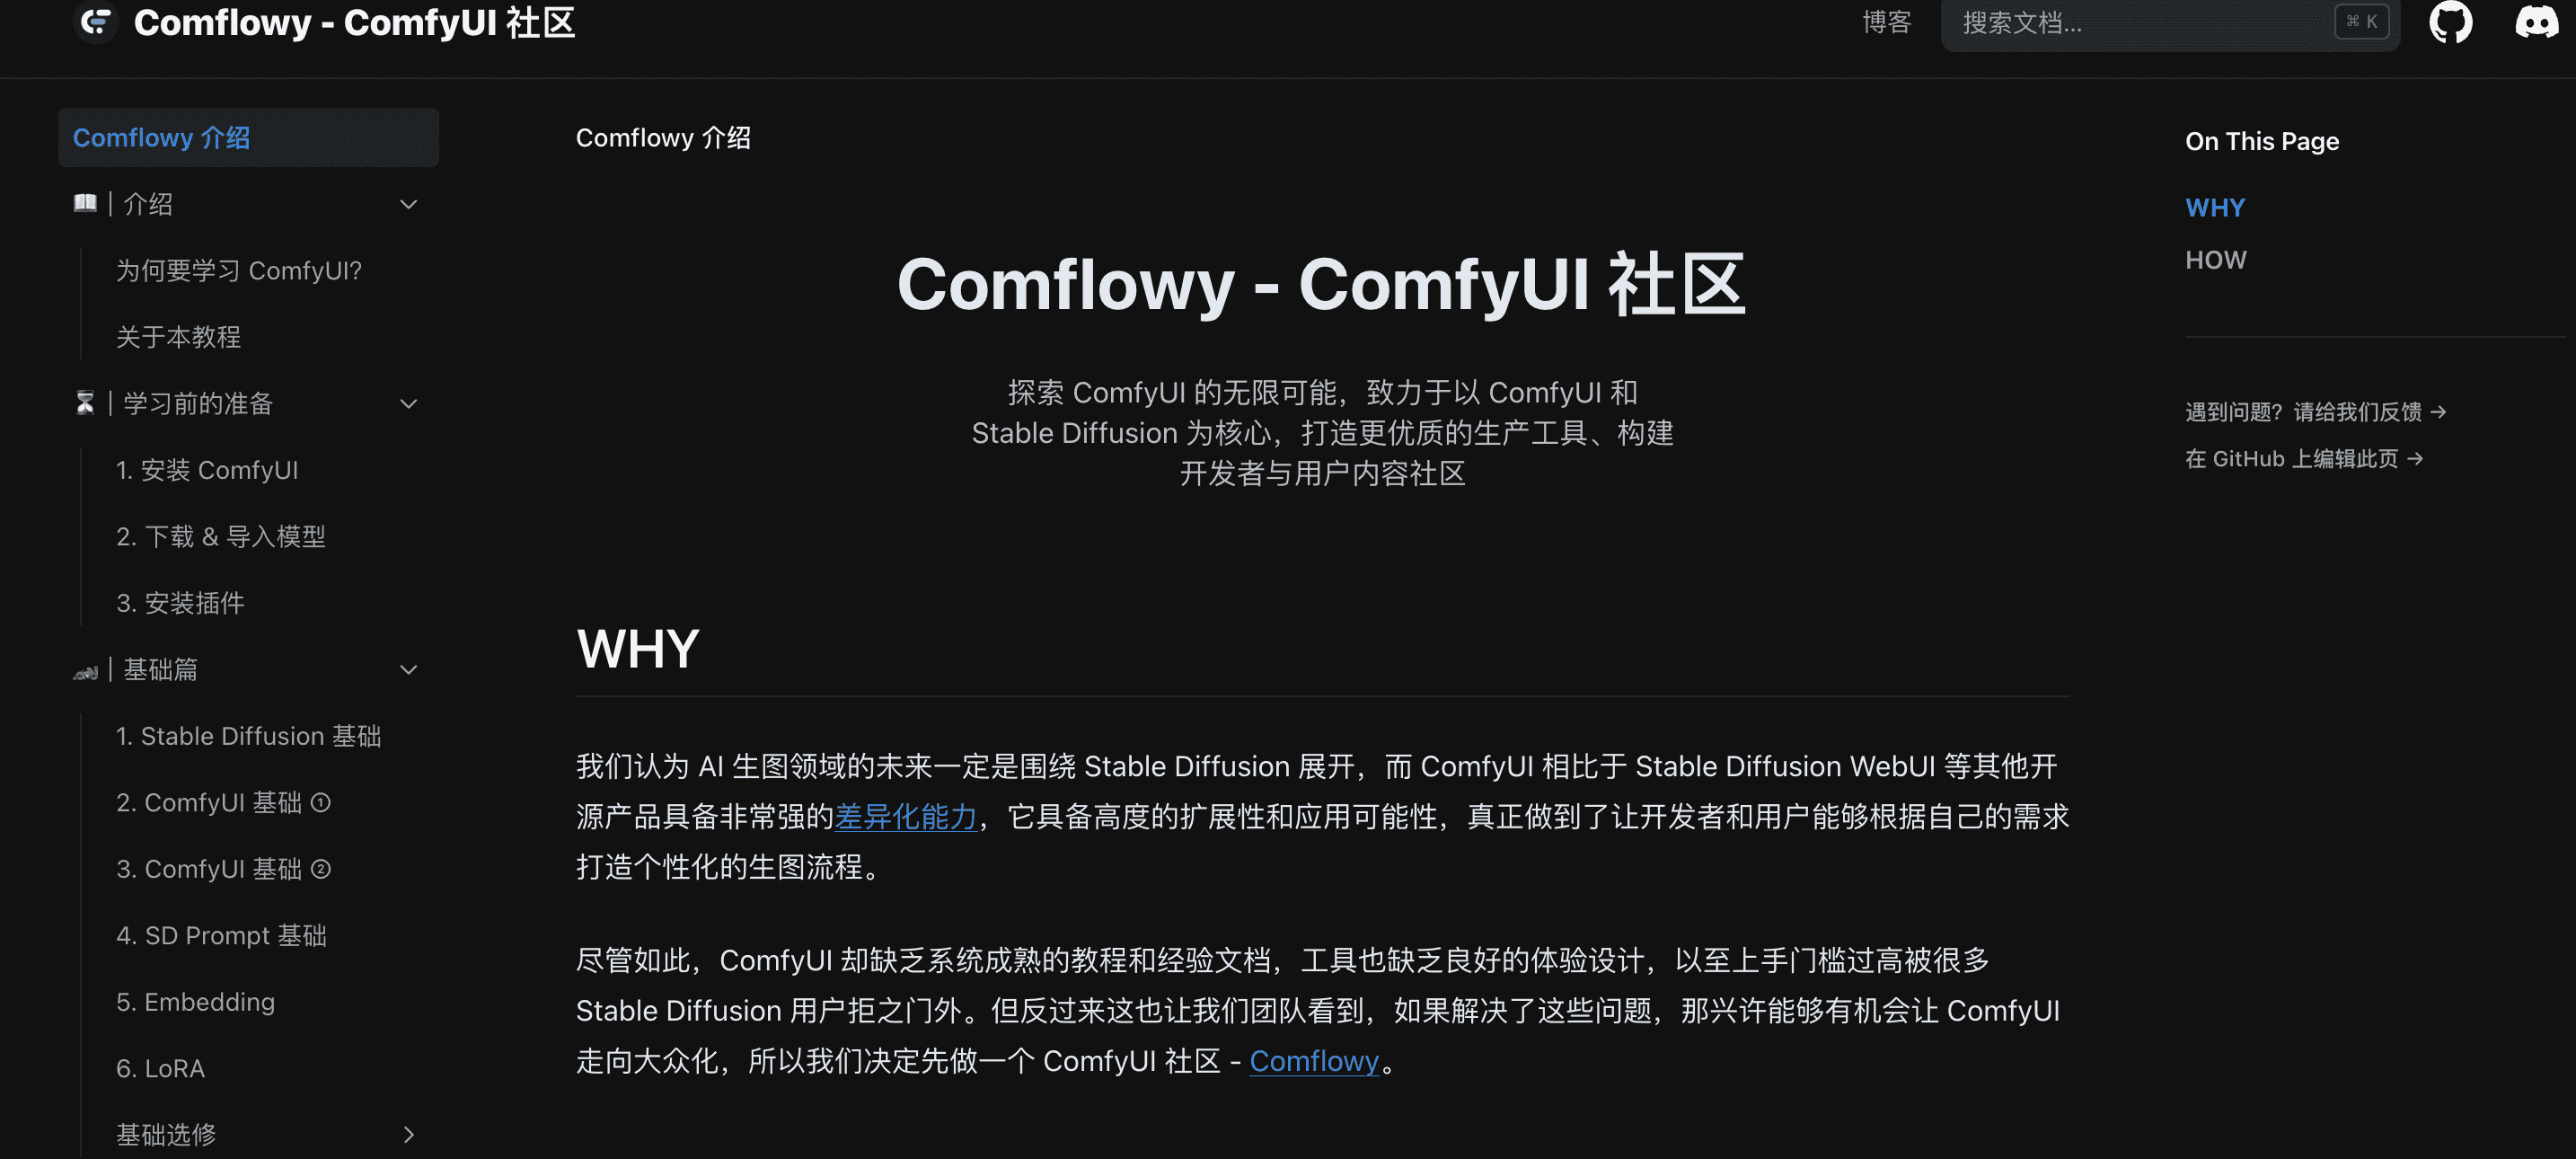 Comflowy - ComfyUI 社区
博客
搜索文档...
⌘ K
Comflowy 介绍
📖 | 介绍
为何要学习 ComfyUI?
关于本教程
⏳ | 学习前的准备
1. 安装 ComfyUI
2. 下载 & 导入模型
3. 安装插件
🏎️ | 基础篇
1. Stable Diffusion 基础
2. ComfyUI 基础 ①
3. ComfyUI 基础 ②
4. SD Prompt 基础
5. Embedding
6. LoRA
基础选修
Comflowy 介绍
Comflowy - ComfyUI 社区
探索 ComfyUI 的无限可能，致力于以 ComfyUI 和
Stable Diffusion 为核心，打造更优质的生产工具、构建
开发者与用户内容社区
WHY
我们认为 AI 生图领域的未来一定是围绕 Stable Diffusion 展开，而 ComfyUI 相比于 Stable Diffusion WebUI 等其他开
源产品具备非常强的差异化能力，它具备高度的扩展性和应用可能性，真正做到了让开发者和用户能够根据自己的需求
打造个性化的生图流程。
尽管如此，ComfyUI 却缺乏系统成熟的教程和经验文档，工具也缺乏良好的体验设计，以至上手门槛过高被很多
Stable Diffusion 用户拒之门外。但反过来这也让我们团队看到，如果解决了这些问题，那兴许能够有机会让 ComfyUI
走向大众化，所以我们决定先做一个 ComfyUI 社区 - Comflowy。
On This Page
WHY
HOW
遇到问题？请给我们反馈 →
在 GitHub 上编辑此页 →